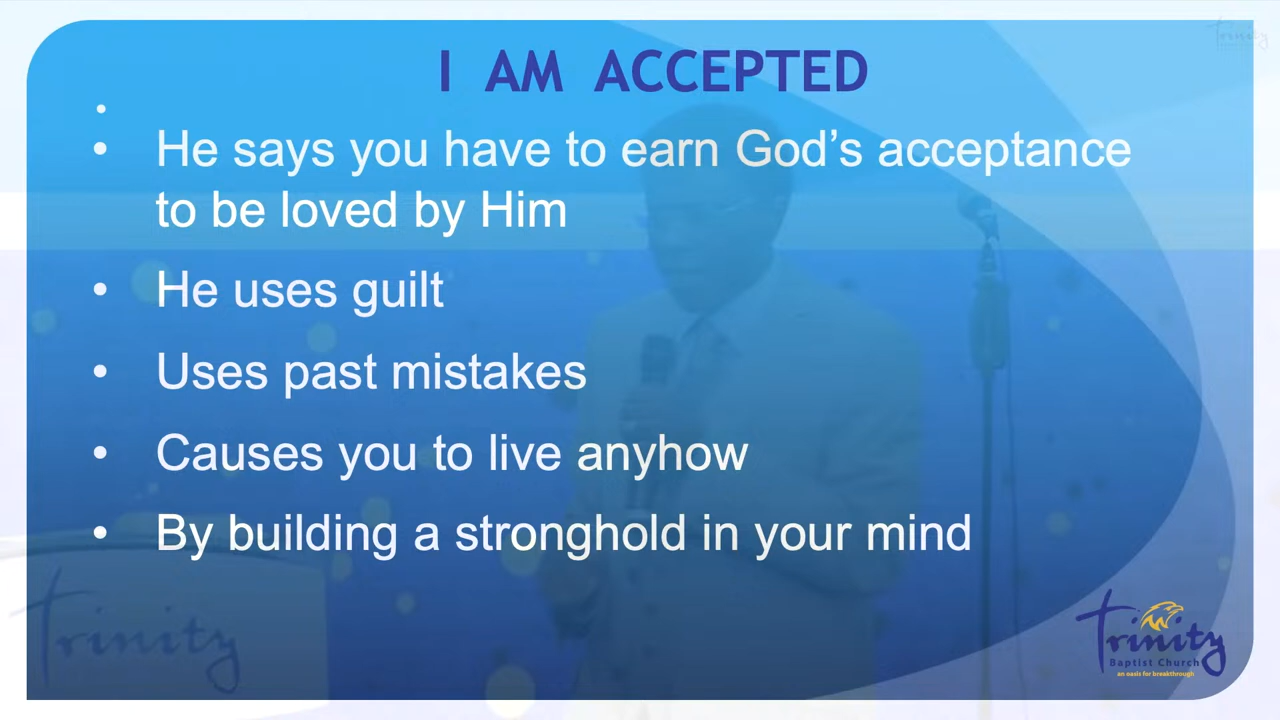 Trinity
I AM ACCEPTED
•
• He says you have to earn God’s acceptance
to be loved by Him
• He uses guilt
• Uses past mistakes
• Causes you to live anyhow
• By building a stronghold in your mind
Trinity
Trinity
Baptist Church
an oasis for breakthrough